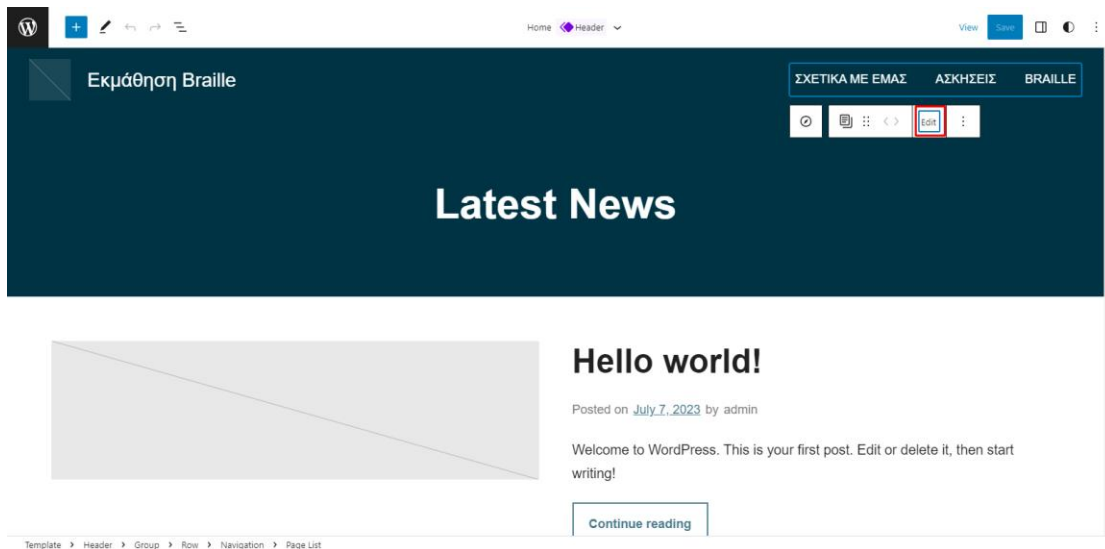 Home Header
View Save
Εκμάθηση Braille
ΣΧΕΤΙΚΑ ΜΕ ΕΜΑΣ ΑΣΚΗΣΕΙΣ BRAILLE
Edit
Latest News
Hello world!
Posted on July 7, 2023 by admin
Welcome to WordPress. This is your first post. Edit or delete it, then start
writing!
Continue reading
Template > Header > Group > Row > Navigation > Page List